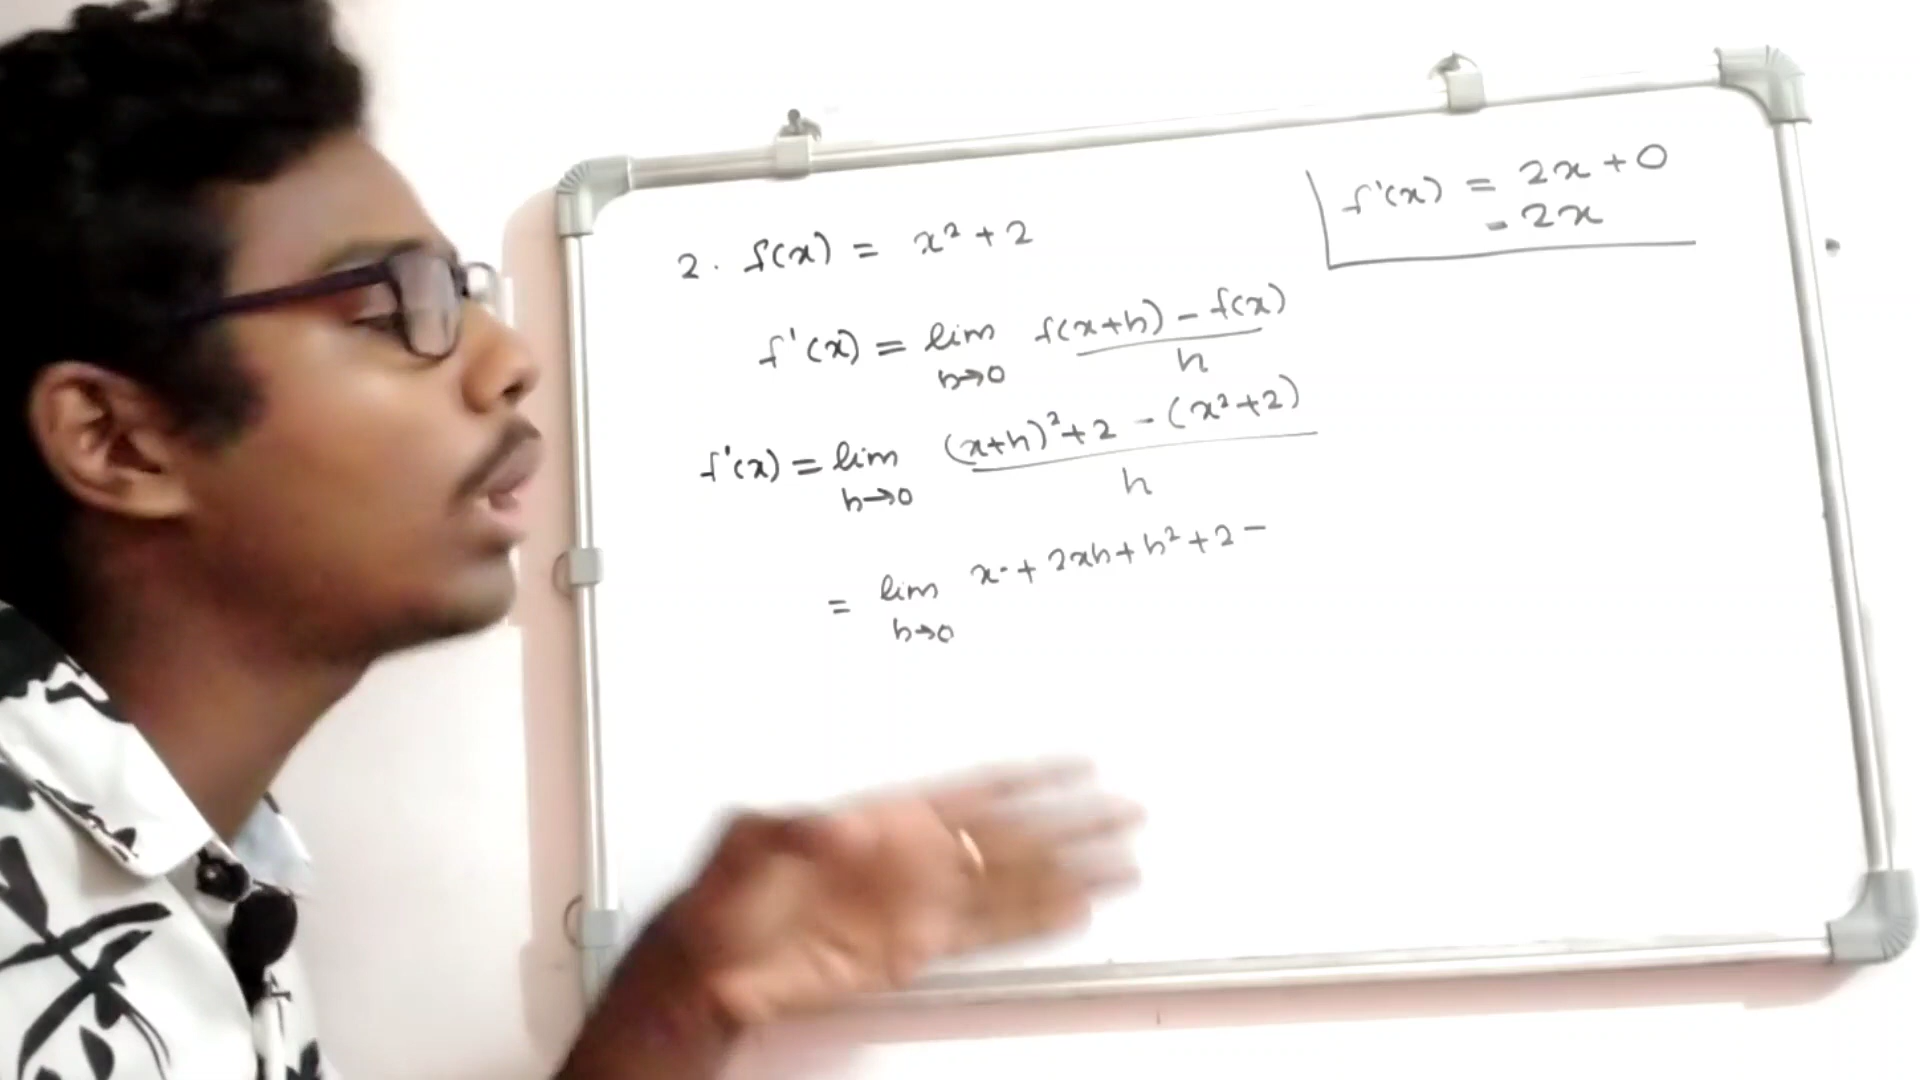 2. f(x) = x² + 2
f'(x) = lim f(x+h) - f(x)
h→0 h
f'(x) = lim (x+h)²+2 - (x²+2)
h→0 h
= lim x² + 2xh + h² + 2 -
h→0
f'(x) = 2x + 0
= 2x